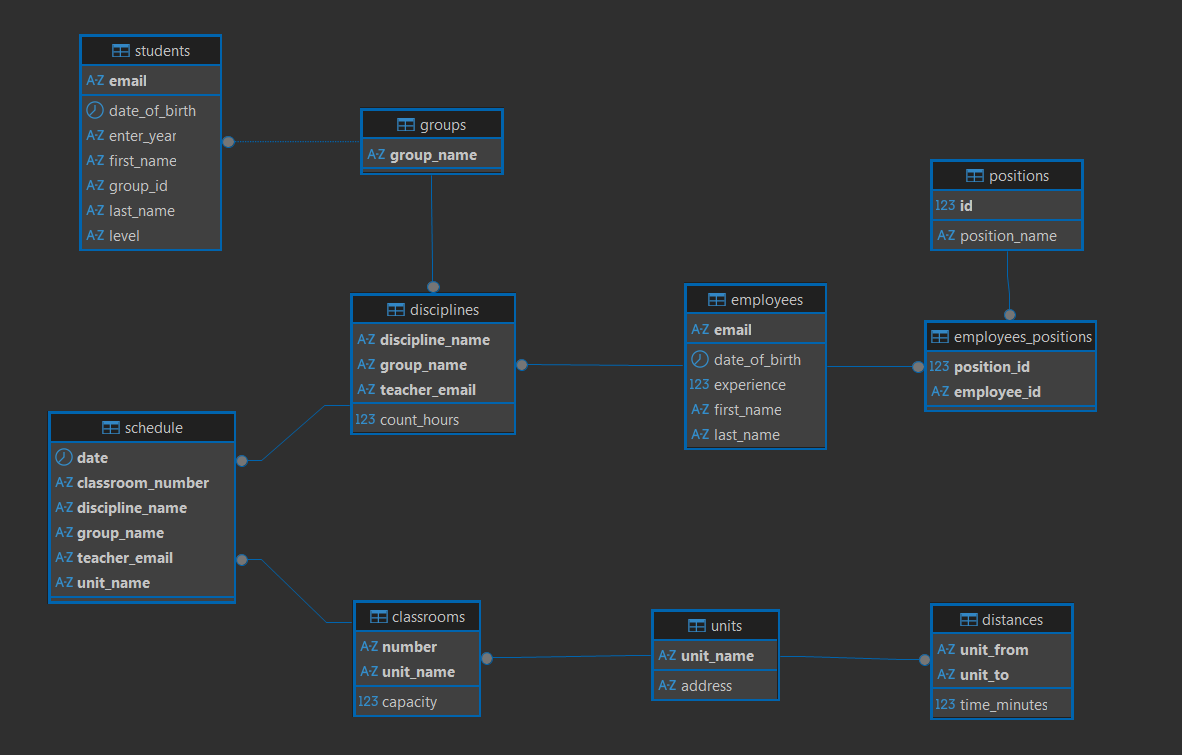 students
A-Z email
date_of_birth
A-Z enter_year
A-Z first_name
A-Z group_id
A-Z last_name
A-Z level
groups
A-Z group_name
positions
123 id
A-Z position_name
disciplines
A-Z discipline_name
A-Z group_name
A-Z teacher_email
123 count_hours
employees
A-Z email
date_of_birth
123 experience
A-Z first_name
A-Z last_name
employees_positions
123 position_id
A-Z employee_id
schedule
date
A-Z classroom_number
A-Z discipline_name
A-Z group_name
A-Z teacher_email
A-Z unit_name
classrooms
A-Z number
A-Z unit_name
123 capacity
units
A-Z unit_name
A-Z address
distances
A-Z unit_from
A-Z unit_to
123 time_minutes